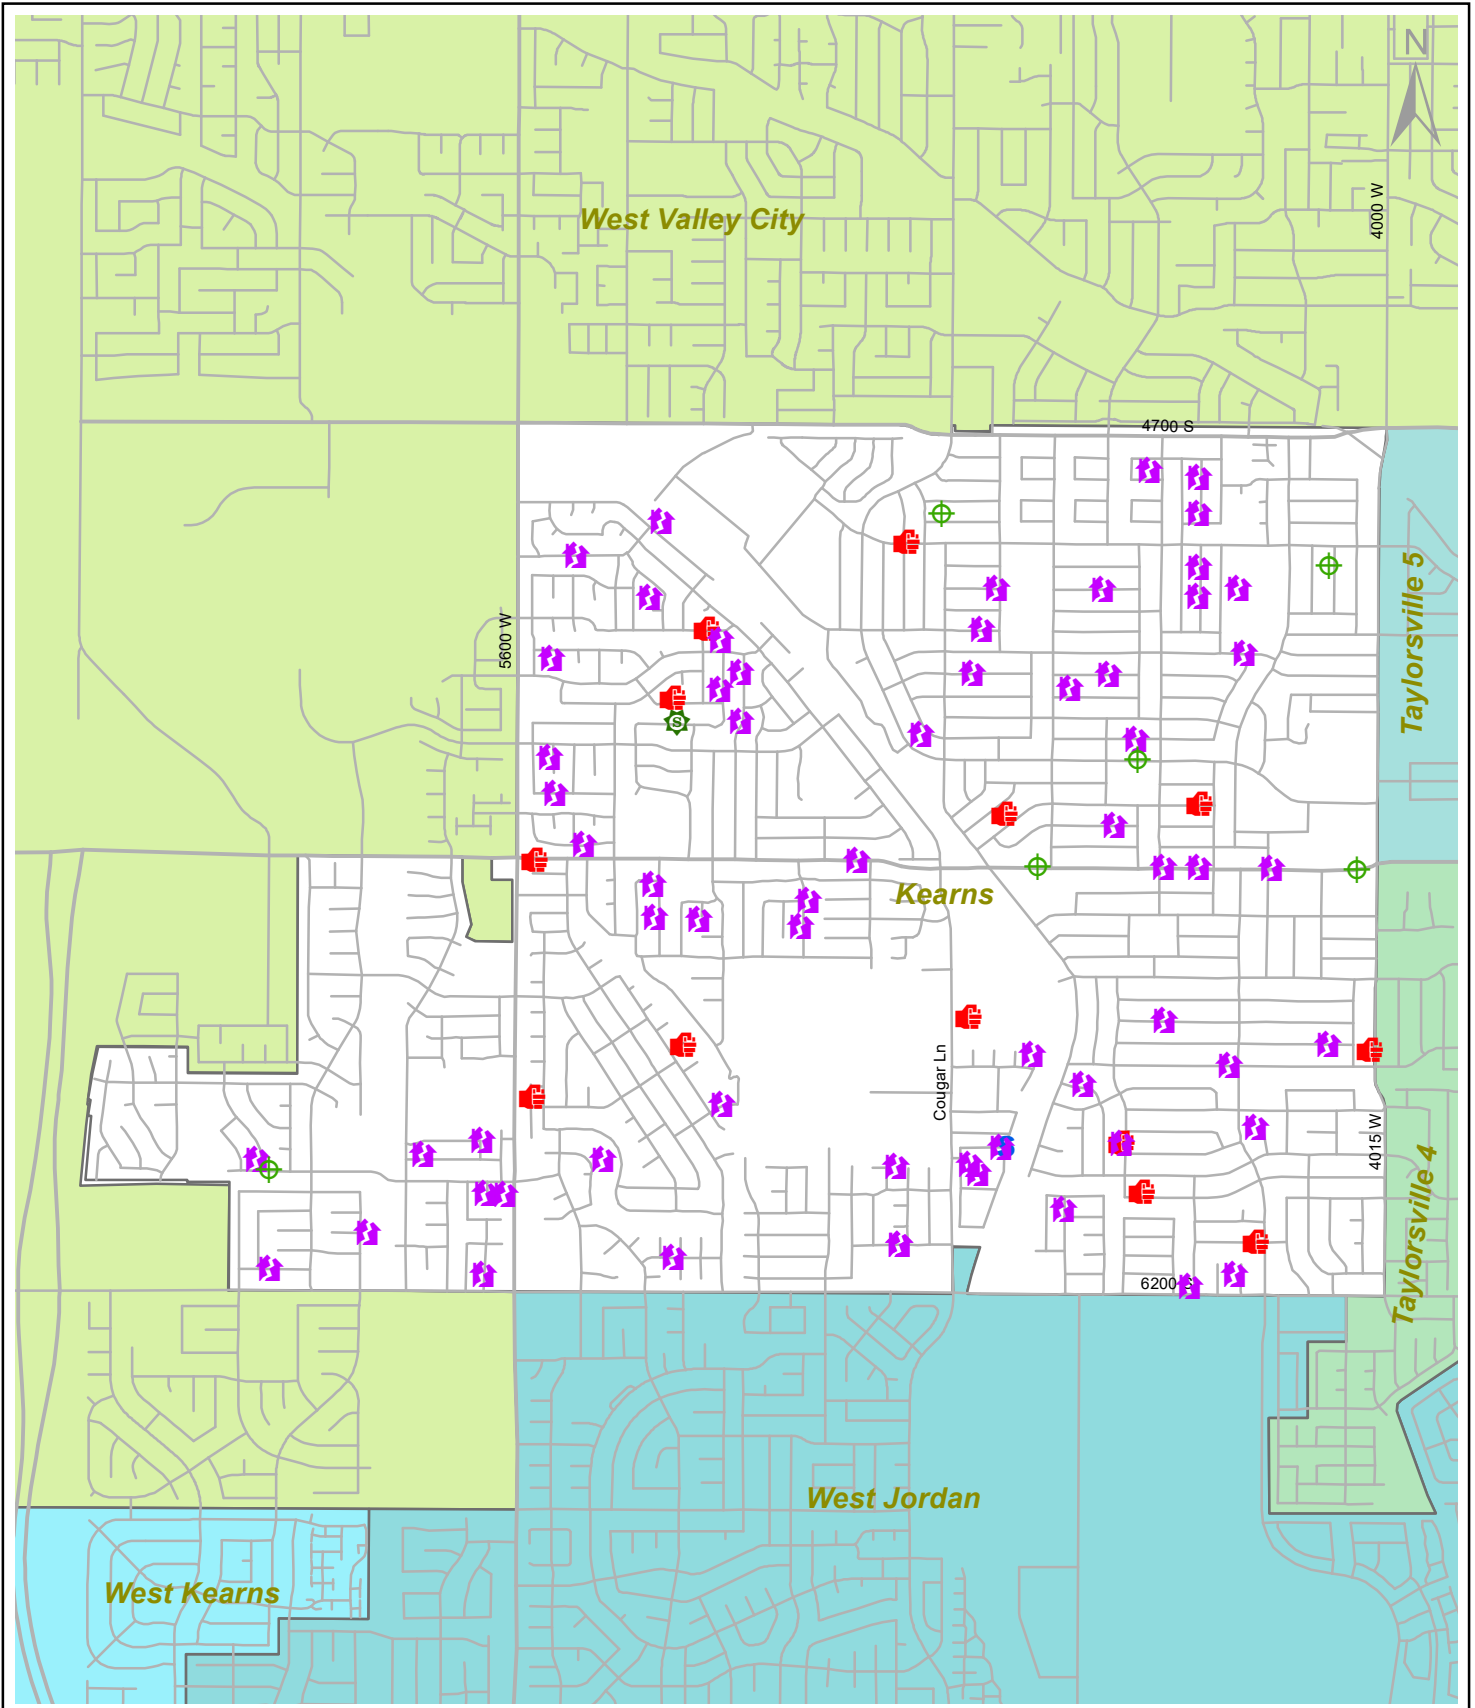 N
4000 W
West Valley City
4700 S
Taylorsville 5
5600 W
S
Kearns
Cougar Ln
4015 W
S
Taylorsville 4
6200 S
West Jordan
West Kearns